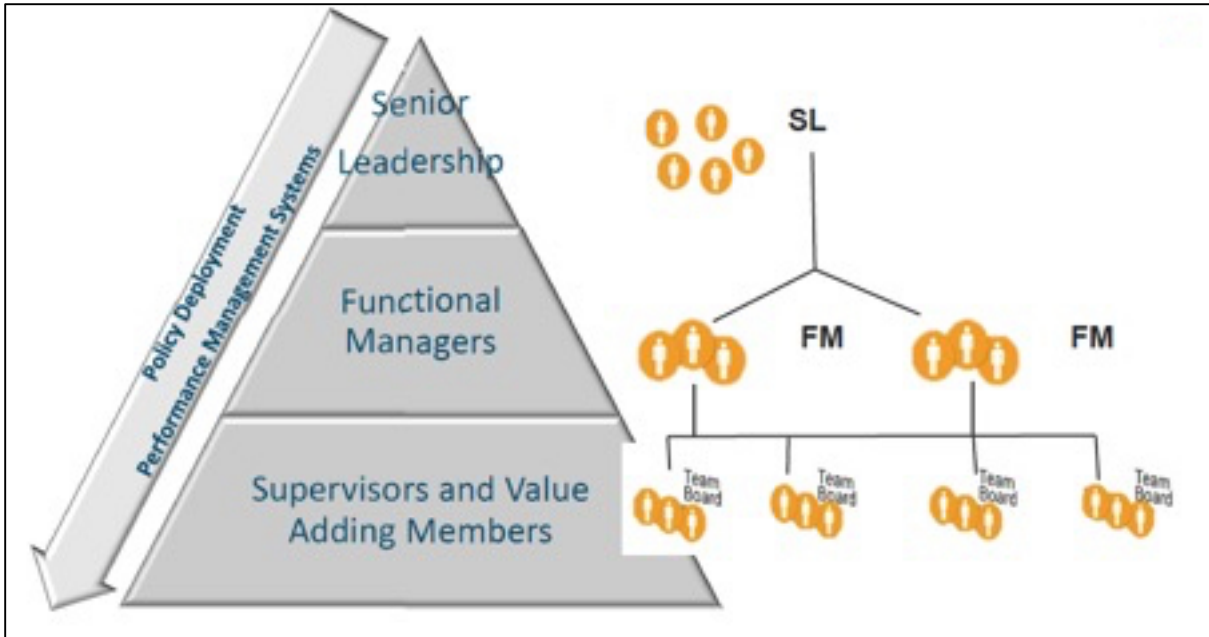 Policy Deployment
Performance Management Systems
Senior
Leadership
Functional
Managers
Supervisors and Value
Adding Members
SL
FM
FM
Team
Board
Team
Board
Team
Board
Team
Board